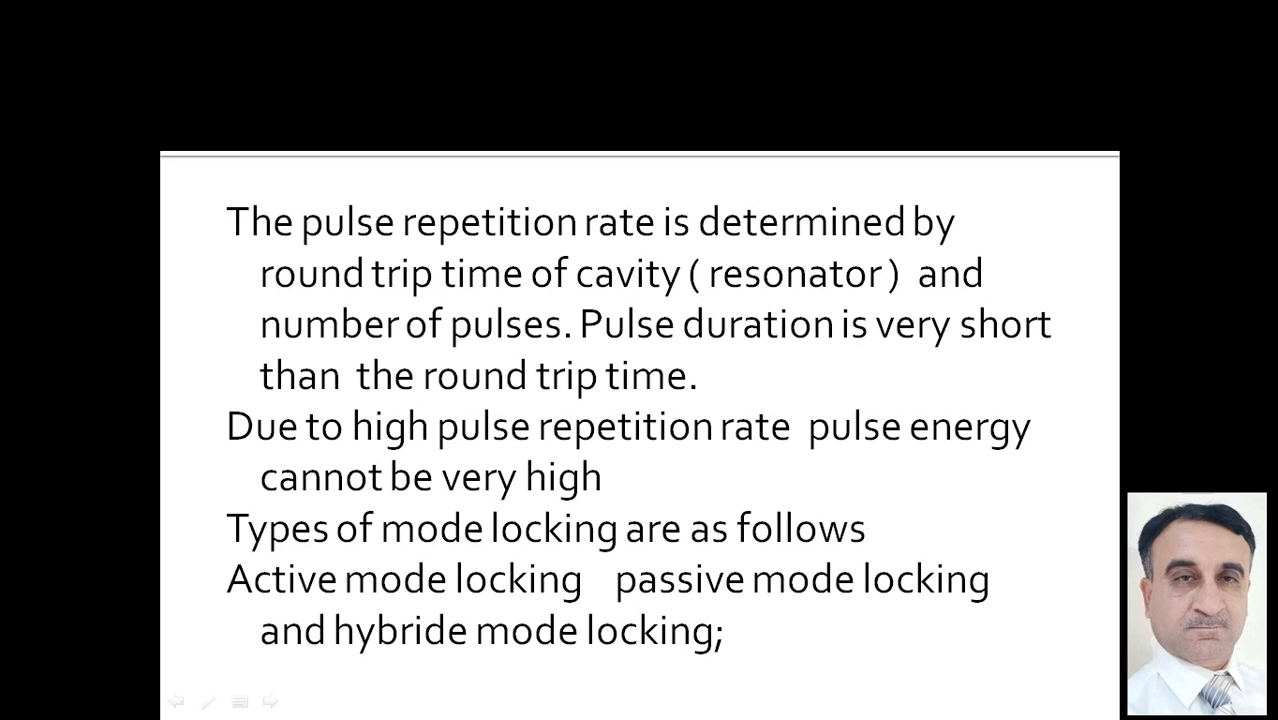 The pulse repetition rate is determined by
round trip time of cavity ( resonator )  and
number of pulses. Pulse duration is very short
than  the round trip time.
Due to high pulse repetition rate  pulse energy
cannot be very high
Types of mode locking are as follows
Active mode locking    passive mode locking
and hybride mode locking;